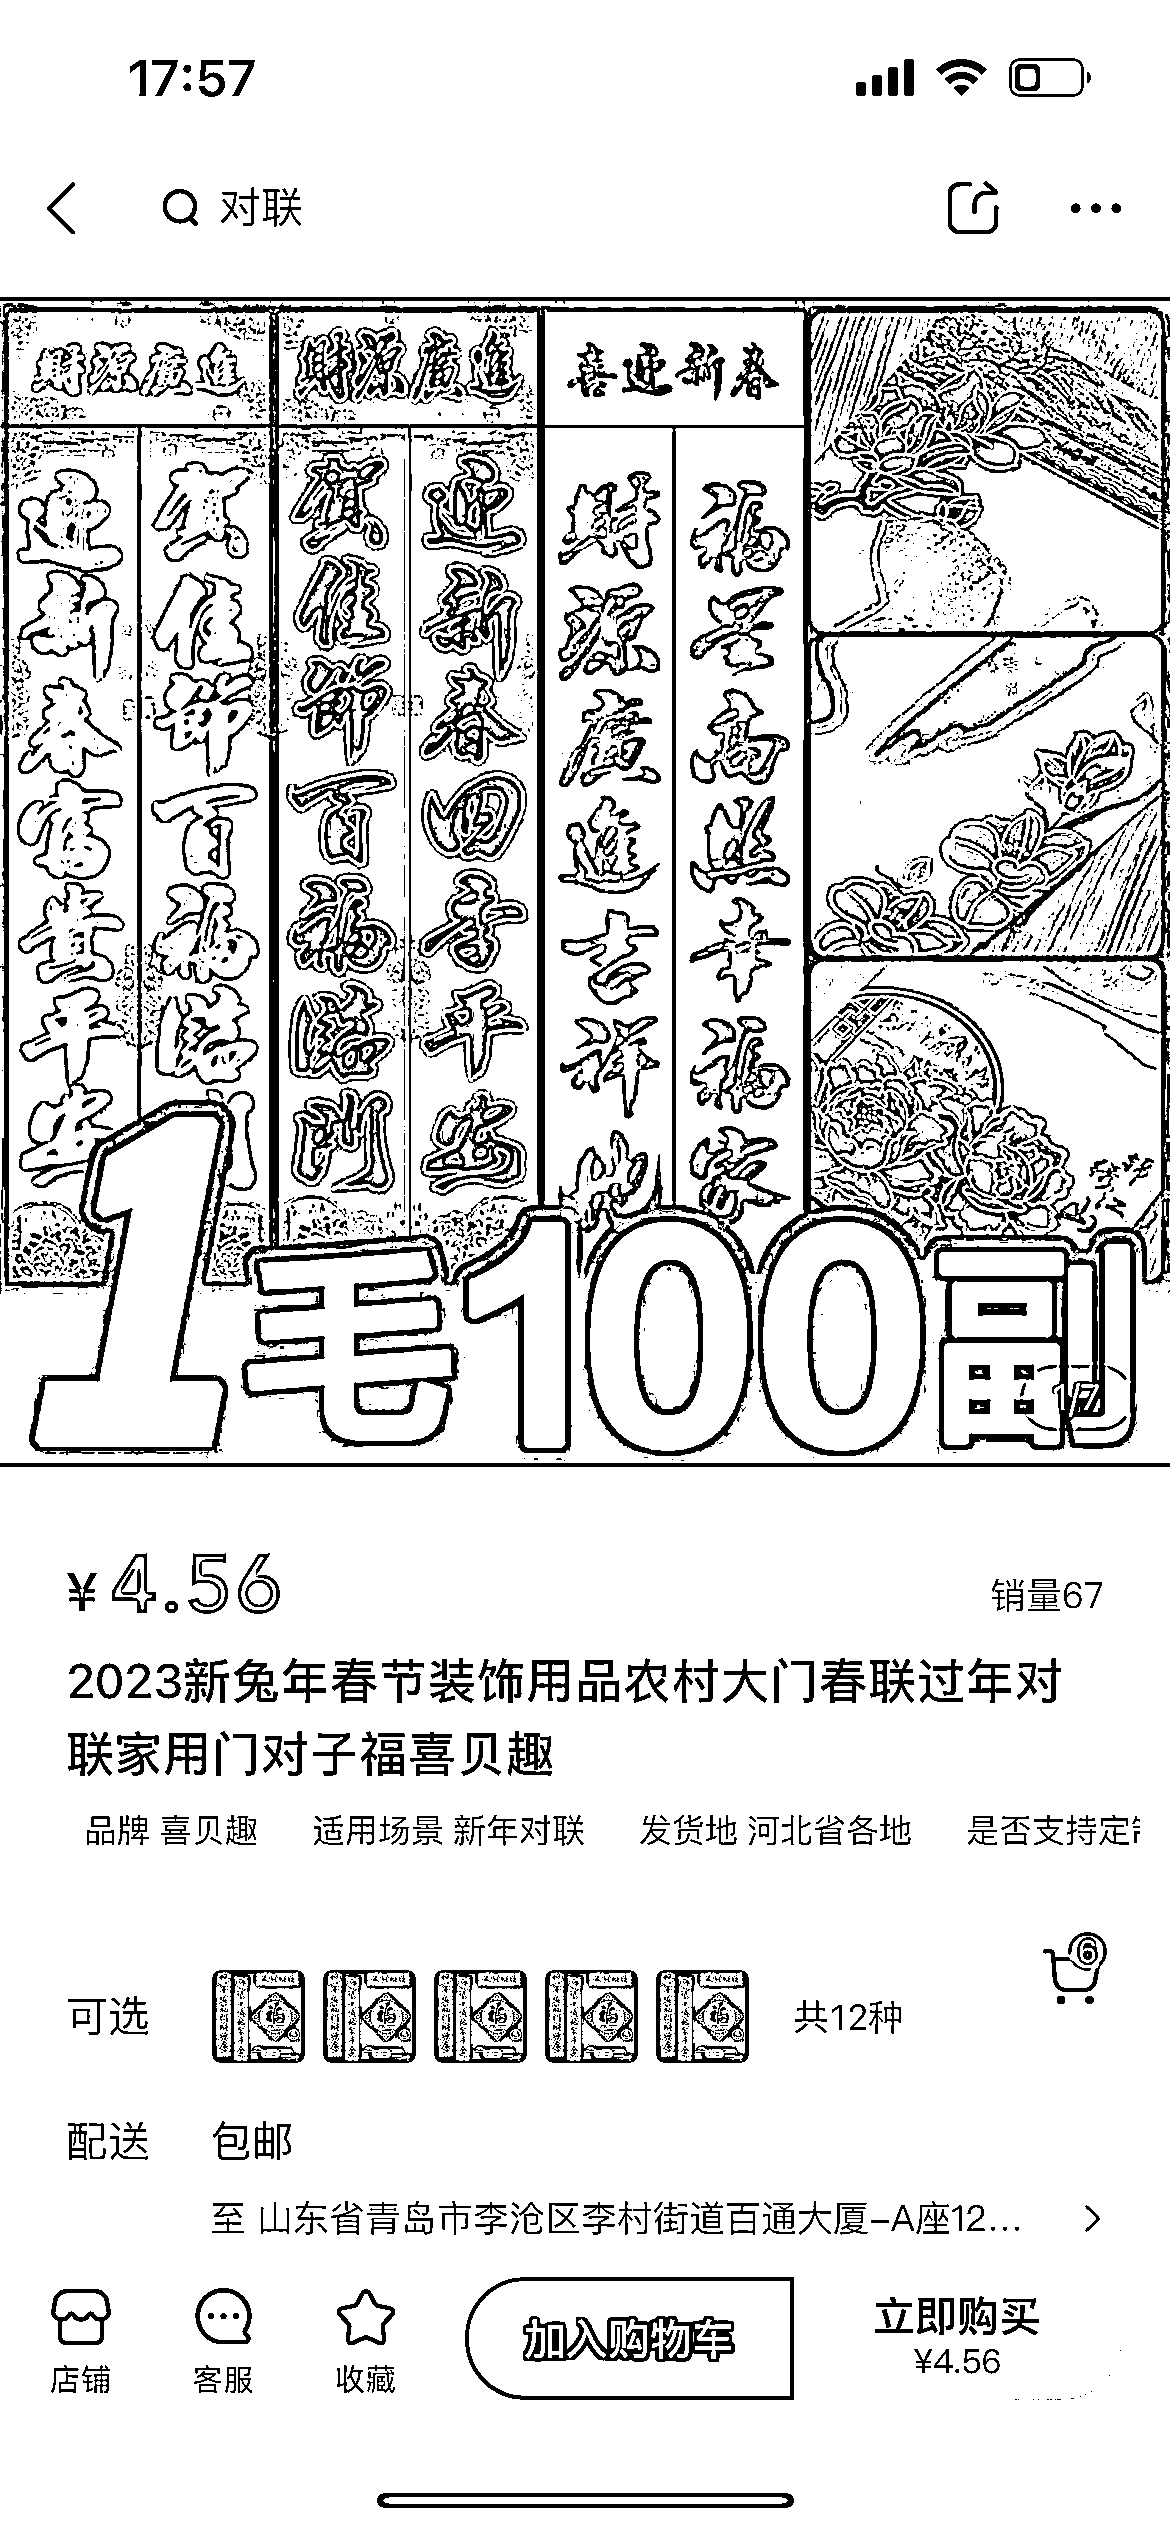 17:57
对联
財源廣進
財源廣進
喜迎新春
迎新春富貴平安
賀佳節百福臨門
賀佳節百福臨門
迎新春四季平安
財源廣進吉祥地
福星高照幸福家
1毛100副
1/7
¥4.56
销量67
2023新兔年春节装饰用品农村大门春联过年对
联家用门对子福喜贝趣
品牌 喜贝趣 适用场景 新年对联 发货地 河北省各地 是否支持定制
6
可选
福 福 福 福 福
共12种
配送 包邮
至 山东省青岛市李沧区李村街道百通大厦-A座12...
店铺
客服
收藏
加入购物车
立即购买
¥4.56